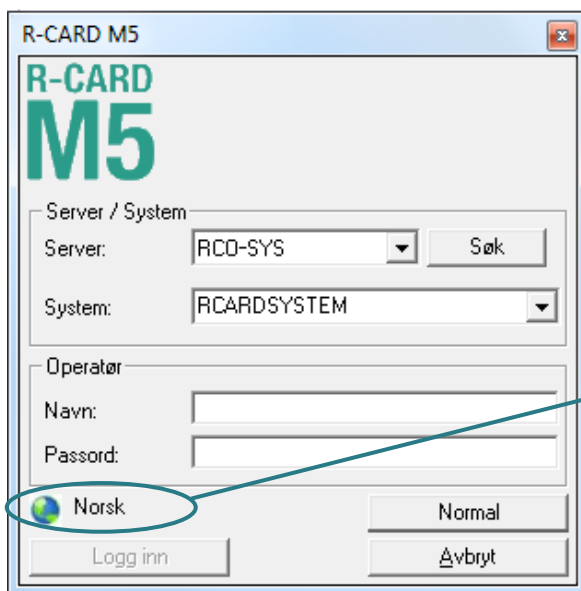 R-CARD M5
R-CARD
M5
Server / System
Server: RCO-SYS Søk
System: RCARDSYSTEM
Operatør
Navn:
Passord:
Norsk Normal
Logg inn Avbryt